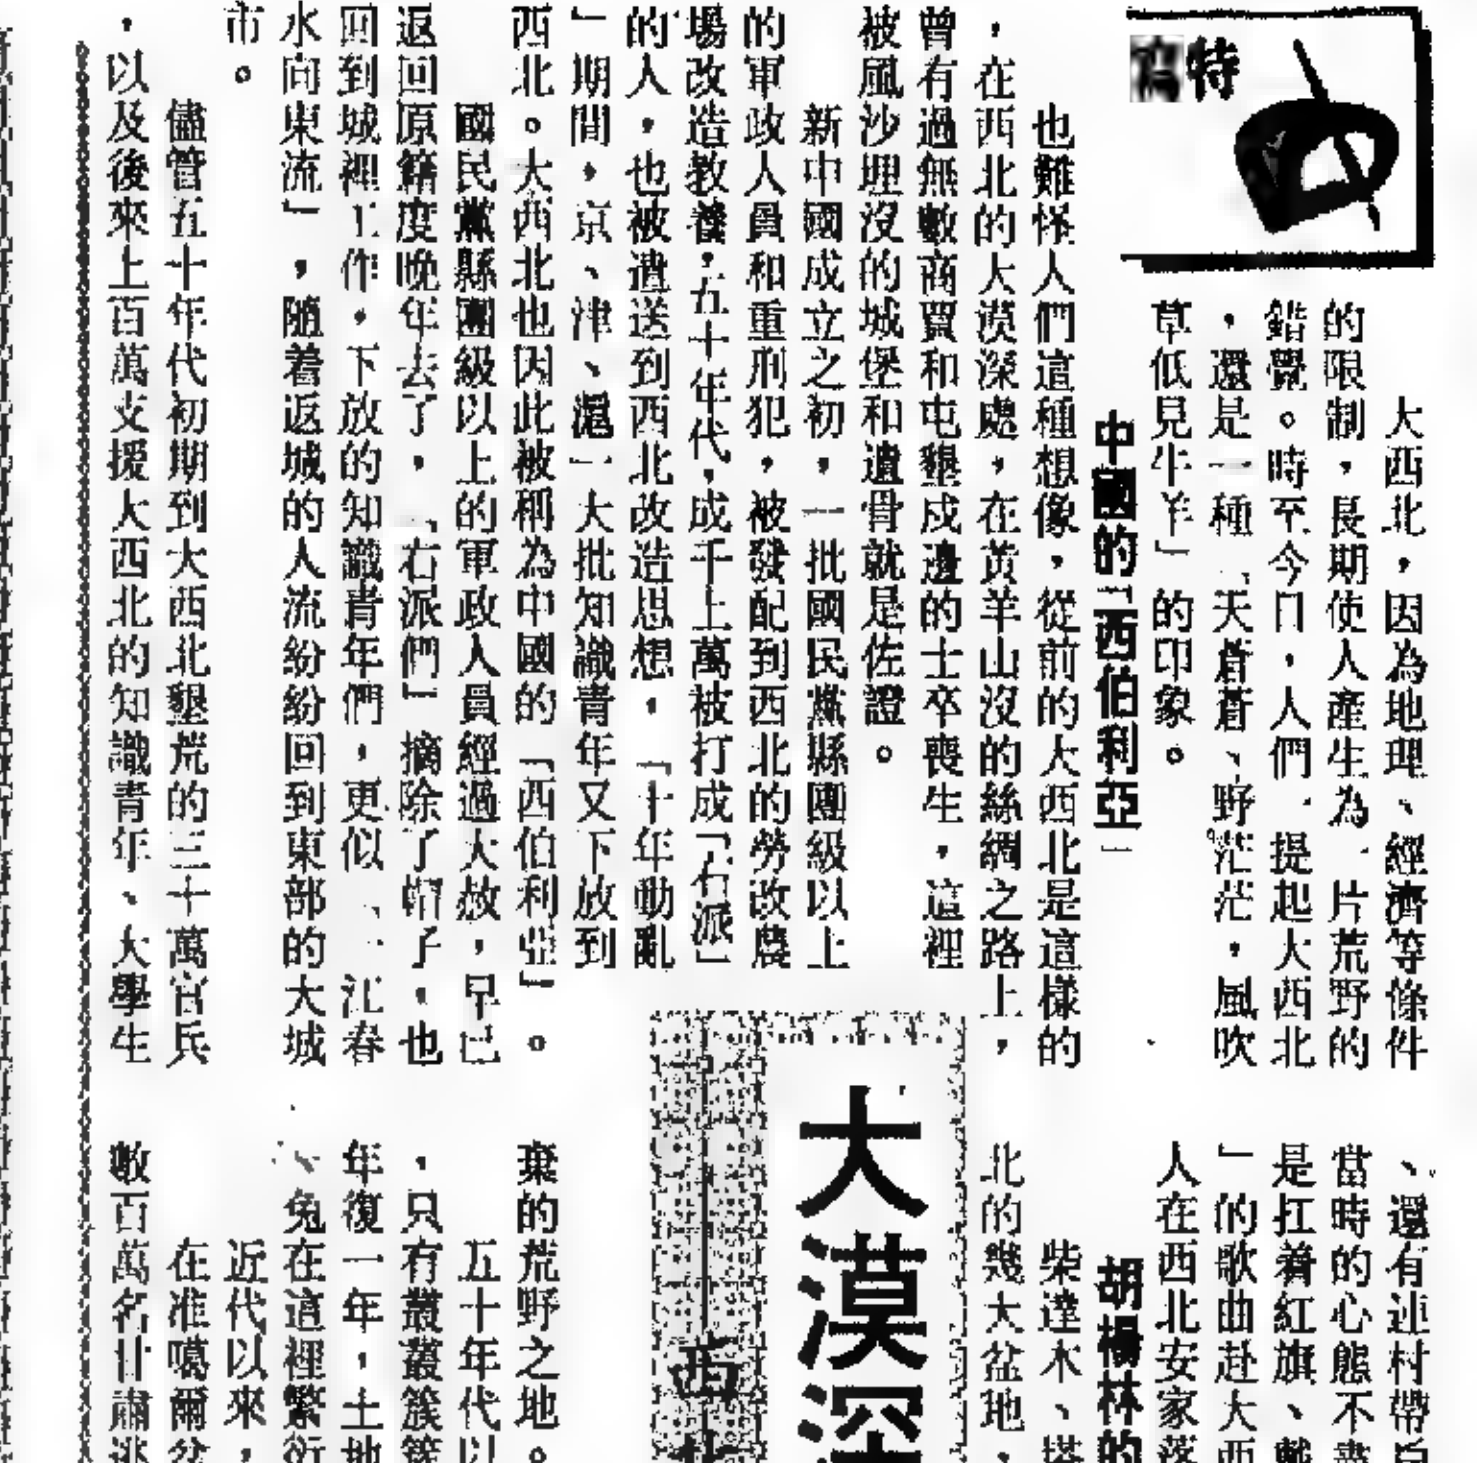 特寫
大西北，因為地理、經濟等條件
的限制，長期使人產生為一片荒野的
錯覺。時至今日，人們一提起大西北
，還是一種「天蒼蒼、野茫茫，風吹
草低見牛羊」的印象。
中國的「西伯利亞」
也難怪人們這種想像，從前的大西北是這樣的
，在西北的大漠深處，在黃羊山沒的絲綢之路上，
曾有過無數商賈和屯墾戍邊的士卒喪生，這裡
被風沙埋沒的城堡和遺骨就是佐證。
新中國成立之初，一批國民黨縣團級以上
的軍政人員和重刑犯，被發配到西北的勞改農
場改造教養，五十年代，成千上萬被打成「右派」
的人，也被遣送到西北改造思想，「十年動亂
」期間，京、津、滬一大批知識青年又下放到
西北。大西北也因此被稱為中國的「西伯利亞」。
國民黨縣團級以上的軍政人員經過大赦，早已
返回原籍度晚年去了，「右派們」摘除了帽子，也
回到城裡工作，下放的知識青年們，更似「一江春
水向東流」，隨着返城的人流紛紛回到東部的大城
市。
儘管五十年代初期到大西北墾荒的三十萬官兵
，以及後來上百萬支援大西北的知識青年、大學生
大漠深
西北
、還有連村帶戶
當時的心態不盡
是扛着紅旗、戴
」的歌曲赴大西
人在西北安家落
胡楊林的
柴達木、塔
北的幾大盆地，
棄的荒野之地。
五十年代以
，只有叢叢簇簇
年復一年，土地
、兔在這裡繁衍
近代以來，
在准噶爾盆
數百萬名甘肅逃